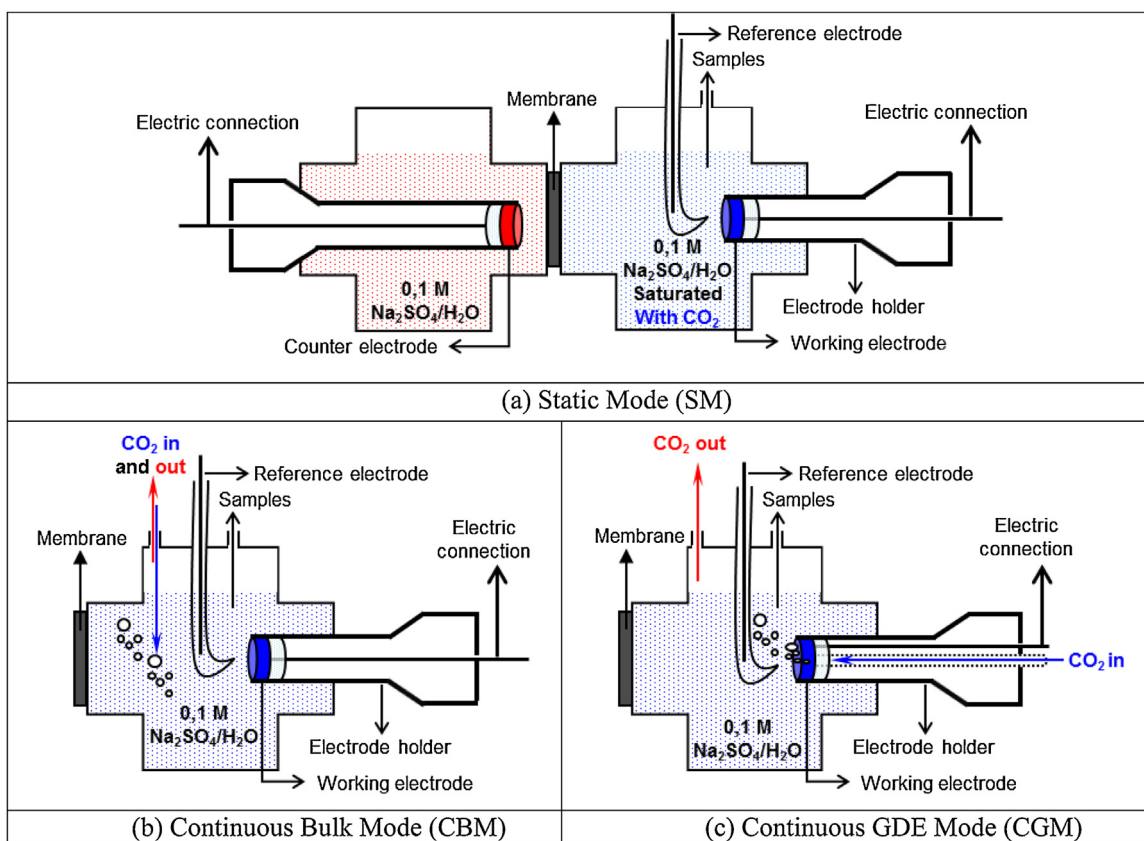 Reference electrode
Samples
Membrane
Electric connection
Electric connection
0,1 M
Na₂SO₄/H₂O
Saturated
With CO₂
0,1 M
Na₂SO₄/H₂O
Electrode holder
Counter electrode
Working electrode
(a) Static Mode (SM)
CO₂ in
and out
Reference electrode
Samples
Membrane
Electric
connection
0,1 M
Na₂SO₄/H₂O
Electrode holder
Working electrode
(b) Continuous Bulk Mode (CBM)
CO₂ out
Reference electrode
Samples
Membrane
Electric
connection
CO₂ in
0,1 M
Na₂SO₄/H₂O
Electrode holder
Working electrode
(c) Continuous GDE Mode (CGM)